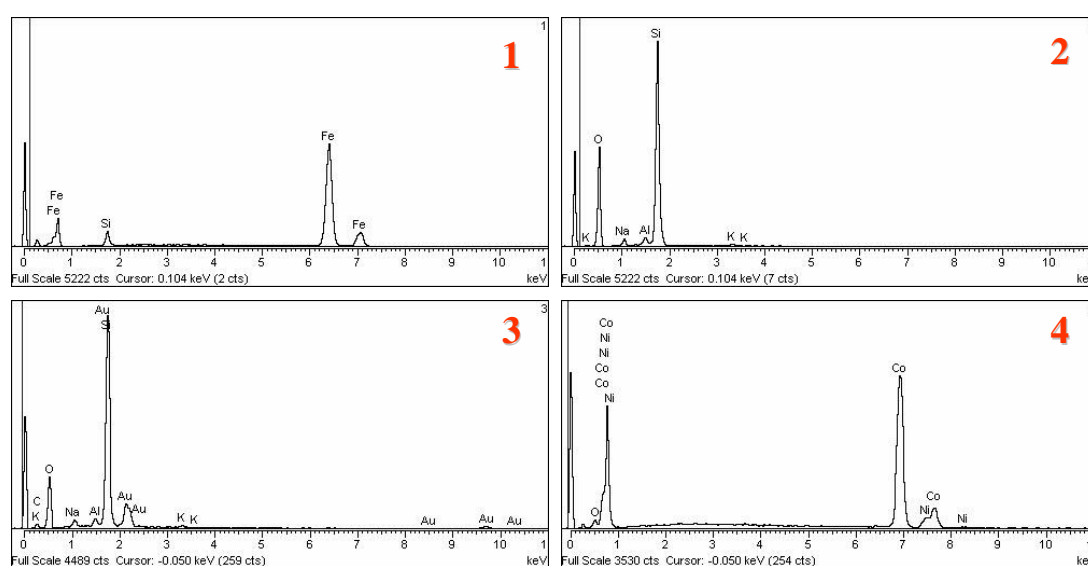 1
1
Fe
Fe
Si
Fe
Fe
0 1 2 3 4 5 6 7 8 9 10
Full Scale 5222 cts Cursor: 0.104 keV (2 cts) keV
2
Si
O
K
Na
Al
K
K
0 1 2 3 4 5 6 7 8 9 10
Full Scale 5222 cts Cursor: 0.104 keV (7 cts) ke
3
3
Au
Si
O
C
K
Na
Al
Au
Au
K
K
Au
Au
Au
0 1 2 3 4 5 6 7 8 9 10 1
Full Scale 4489 cts Cursor: -0.050 keV (259 cts) keV
4
Co
Ni
Ni
Co
Co
Ni
O
Co
Ni
Co
Ni
0 1 2 3 4 5 6 7 8 9 10
Full Scale 3530 cts Cursor: -0.050 keV (254 cts) ke